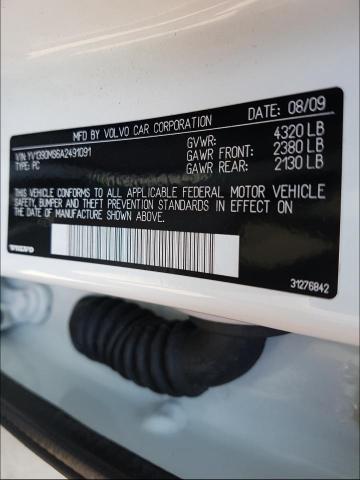 MFD BY VOLVO CAR CORPORATION
DATE: 08/09
VIN: YV1390MS6A2491091
TYPE: PC
GVWR: 4320 LB
GAWR FRONT: 2380 LB
GAWR REAR: 2130 LB
THIS VEHICLE CONFORMS TO ALL APPLICABLE FEDERAL MOTOR VEHICLE
SAFETY, BUMPER AND THEFT PREVENTION STANDARDS IN EFFECT ON
THE DATE OF MANUFACTURE SHOWN ABOVE
VOLVO
31276842